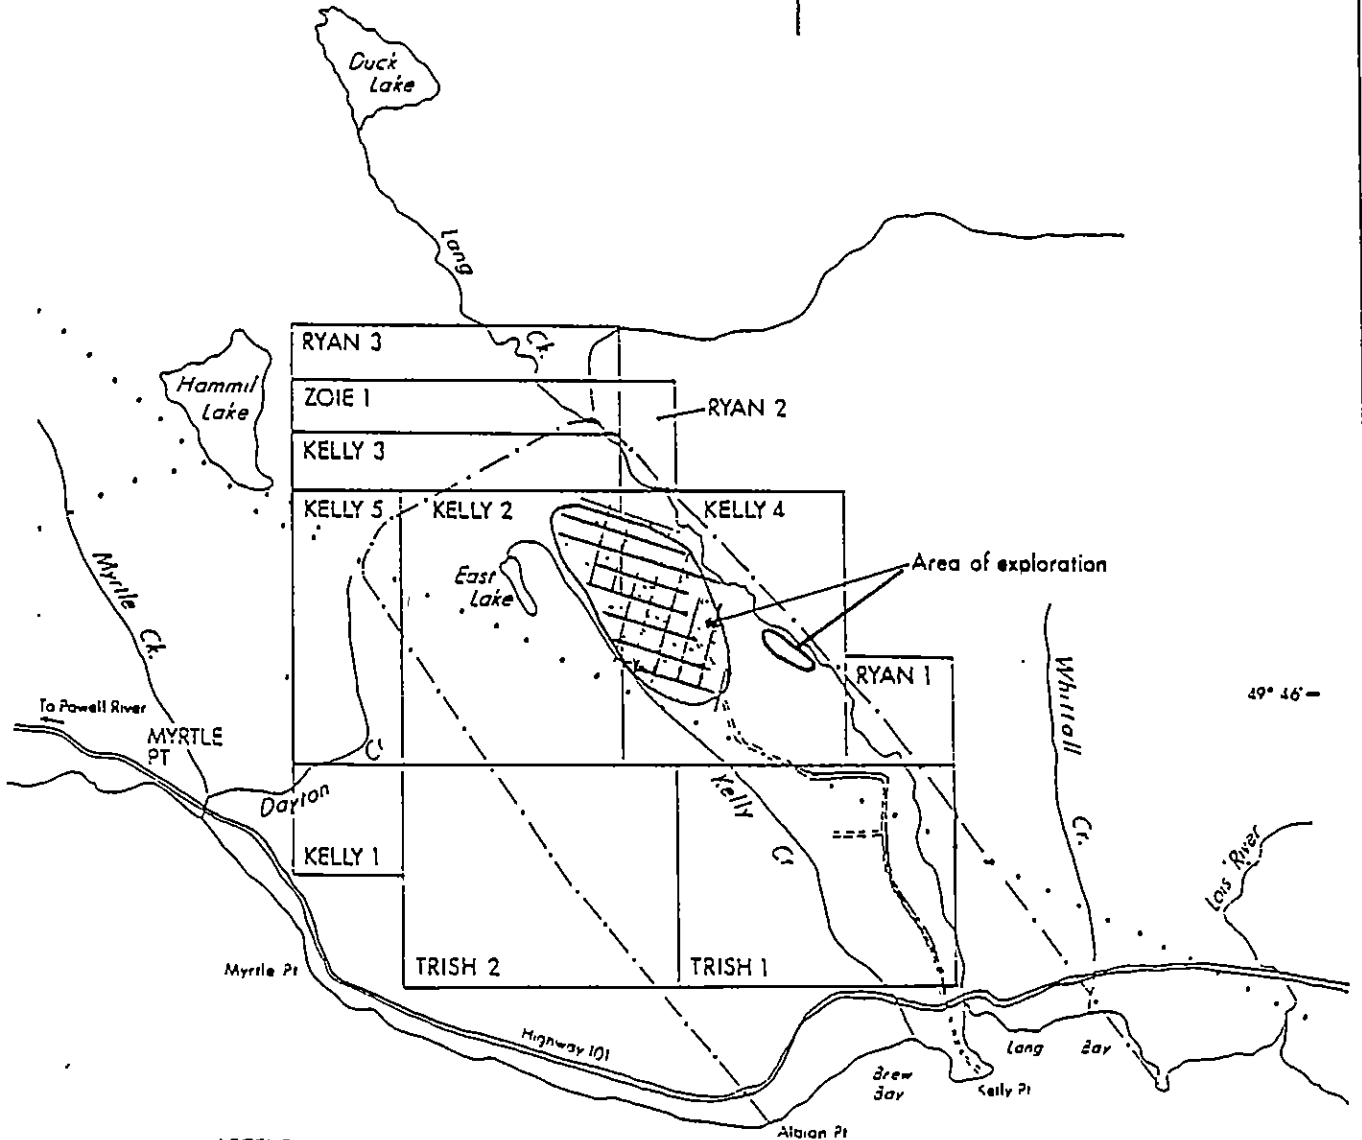 Duck
Lake
Lang
Ck.
RYAN 3
Hammil
Lake
ZOIE 1
RYAN 2
KELLY 3
KELLY 5
KELLY 2
KELLY 4
Area of exploration
East
Lake
Myrtle
Ck.
RYAN 1
Whittall
Cr.
49° 46'
To Powell River
MYRTLE
PT
Dayton
Cr
Kelly
Cr
Lois River
KELLY 1
Myrtle Pt
TRISH 2
TRISH 1
Highway 101
Lang Bay
Brew
Bay
Kelly Pt
Albion Pt